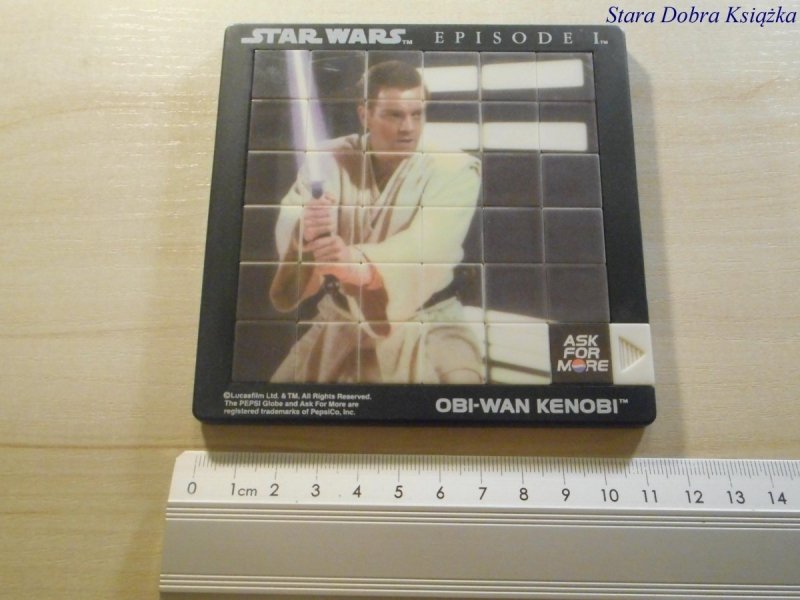 Stara Dobra Książka
STAR WARS™ EPISODE I™
ASK
FOR
MORE
©Lucasfilm Ltd. & TM. All Rights Reserved.
The PEPSI Globe and Ask For More are
registered trademarks of PepsiCo, Inc.
OBI-WAN KENOBI™
0 1cm 2 3 4 5 6 7 8 9 10 11 12 13 14